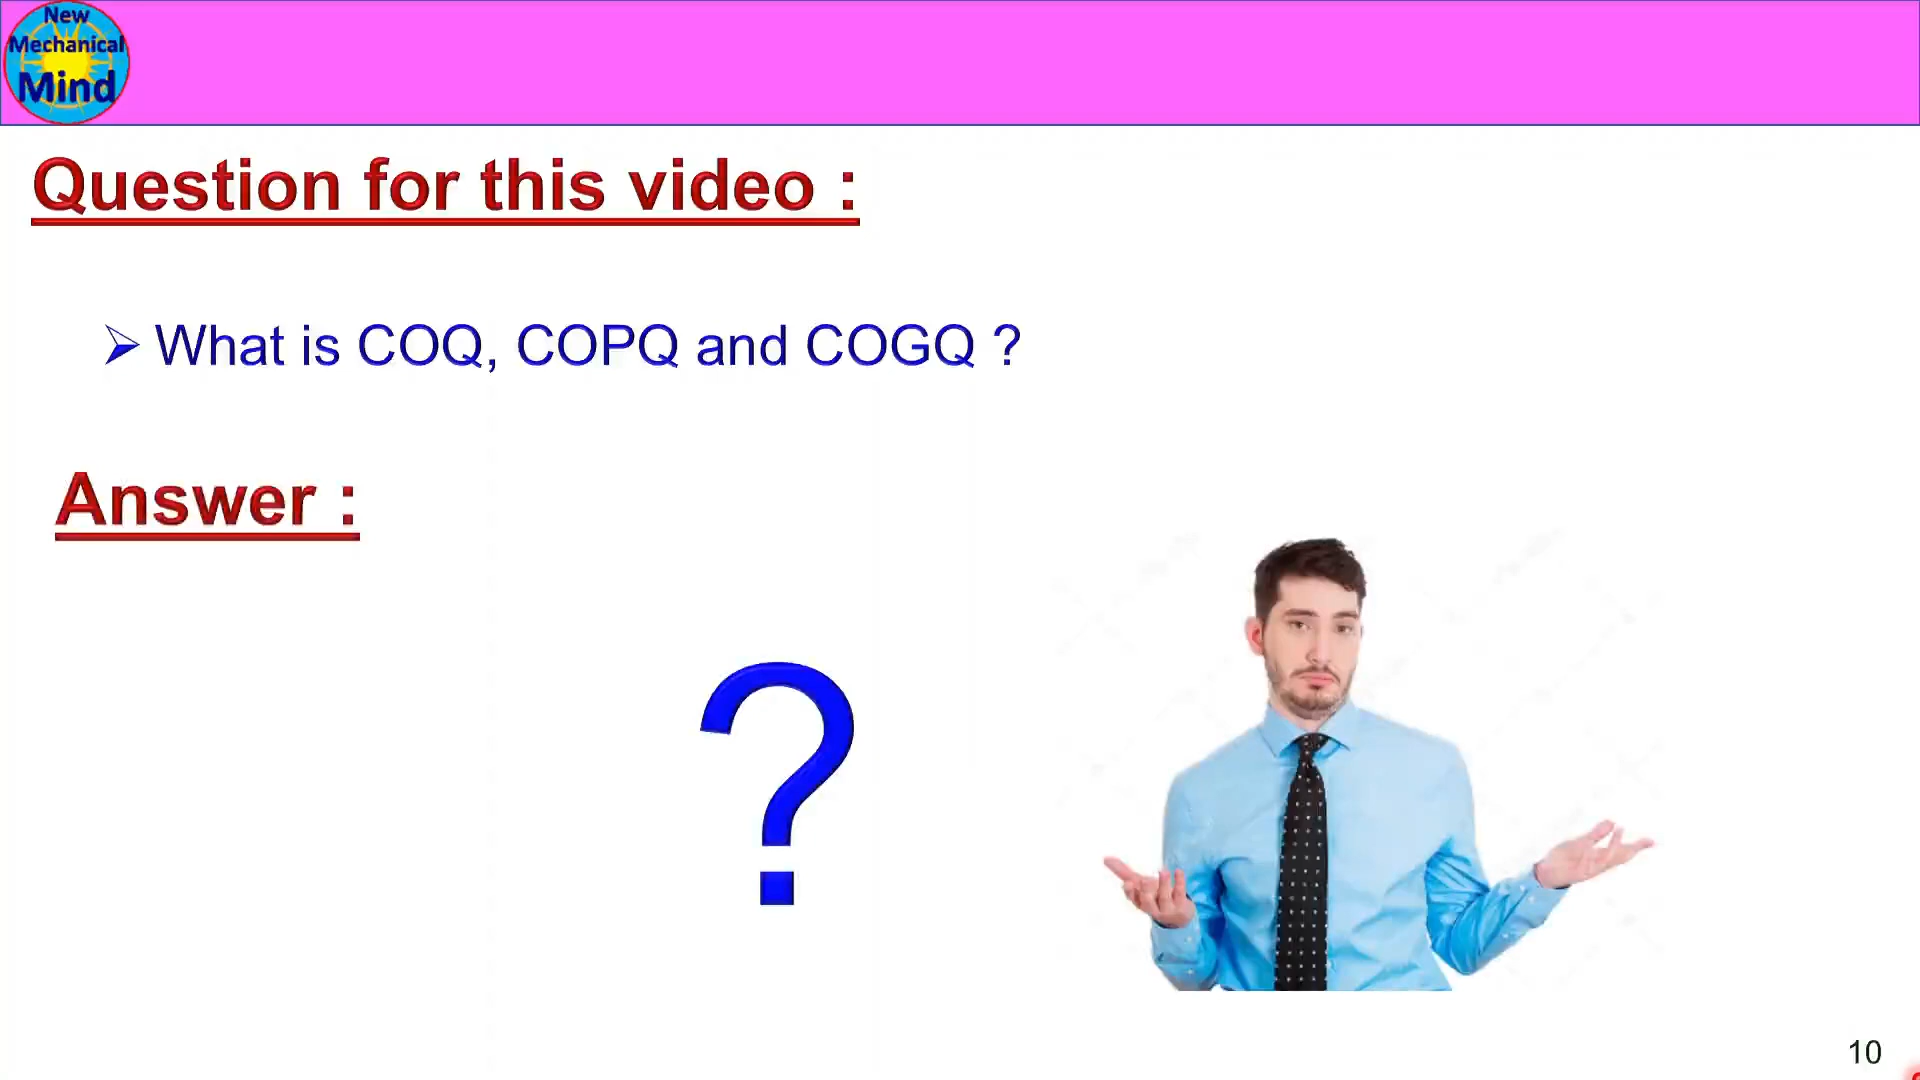 New
Mechanical
Mind
Question for this video :
➢ What is COQ, COPQ and COGQ ?
Answer :
?
10